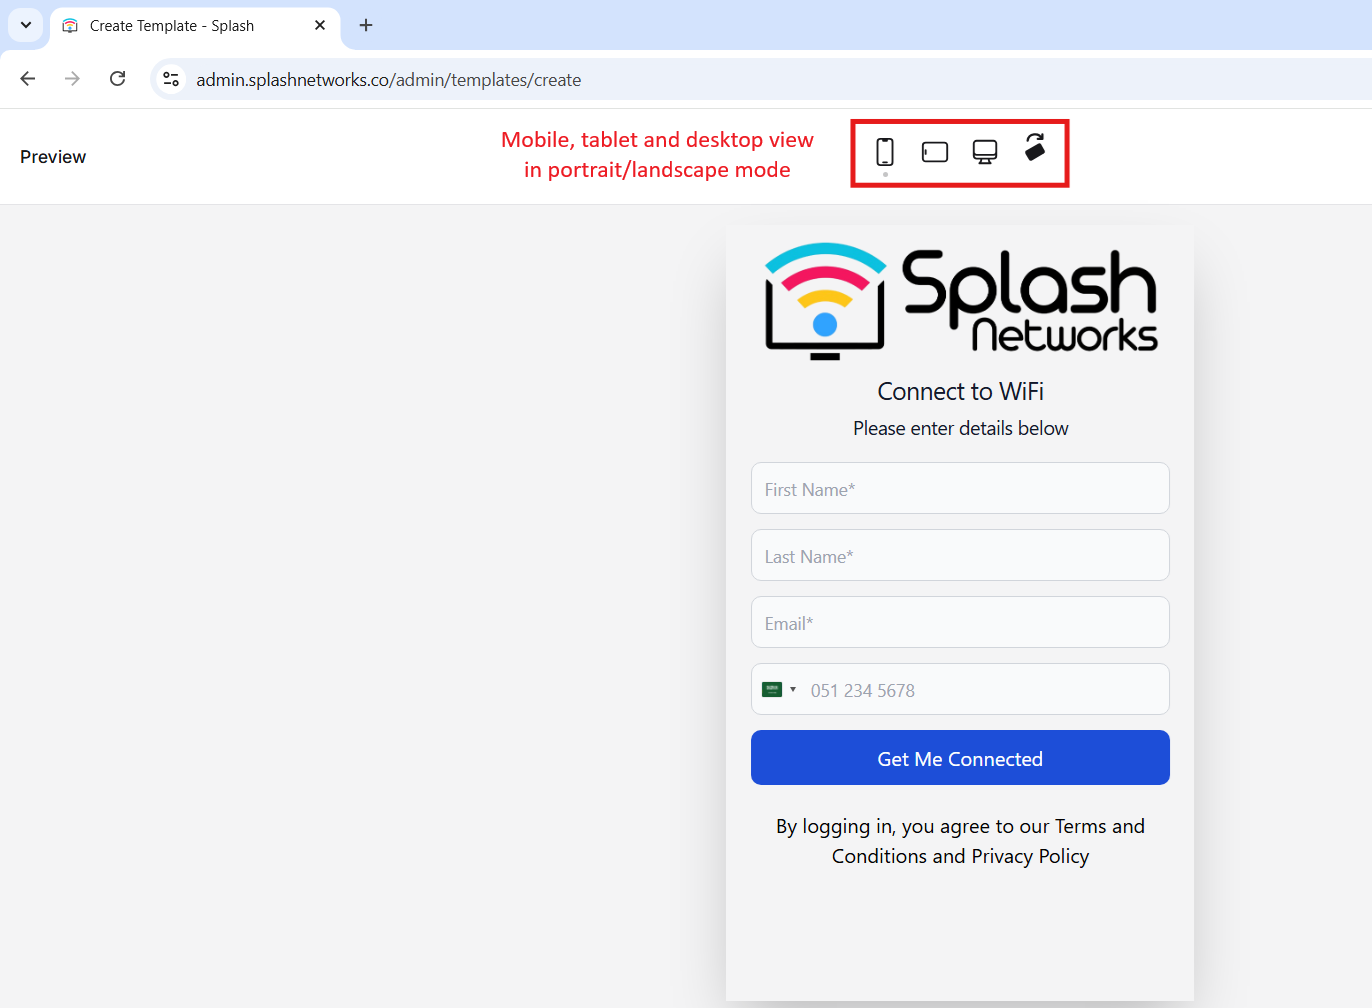 Create Template - Splash
admin.splashnetworks.co/admin/templates/create
Preview
Mobile, tablet and desktop view
in portrait/landscape mode
Splash
Networks
Connect to WiFi
Please enter details below
First Name*
Last Name*
Email*
051 234 5678
Get Me Connected
By logging in, you agree to our Terms and
Conditions and Privacy Policy